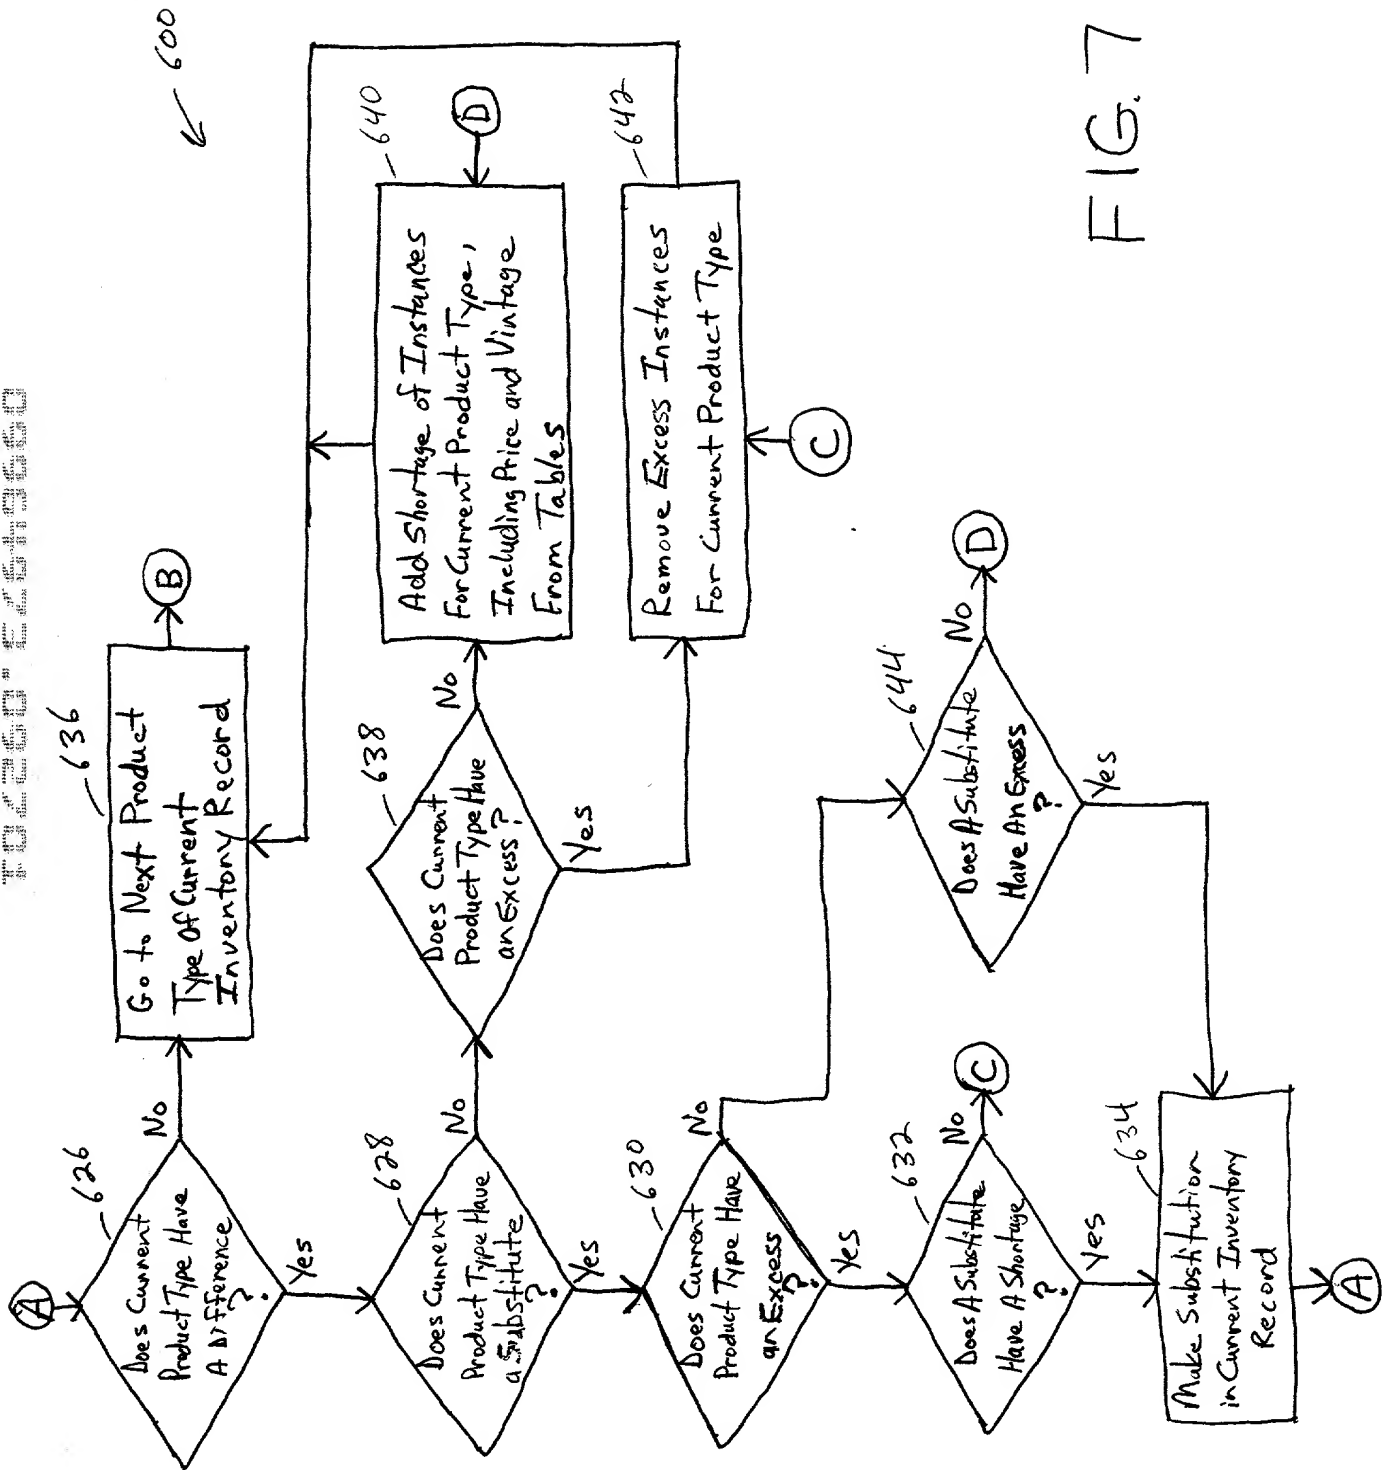 600
A
626
Does Current
Product Type Have
A Difference
?
No
Yes
636
Go to Next Product
Type Of Current
Inventory Record
B
628
Does Current
Product Type Have
a Substitute
?
No
Yes
638
Does Current
Product Type Have
an Excess?
No
Yes
640
Add Shortage of Instances
For Current Product Type,
Including Price and Vintage
From Tables
D
642
Remove Excess Instances
For Current Product Type
C
630
Does Current
Product Type Have
an Excess
?
No
Yes
632
Does A Substitute
Have A Shortage
?
No
C
Yes
644
Does A Substitute
Have An Excess
?
No
D
Yes
634
Make Substitution
in Current Inventory
Record
A
FIG. 7